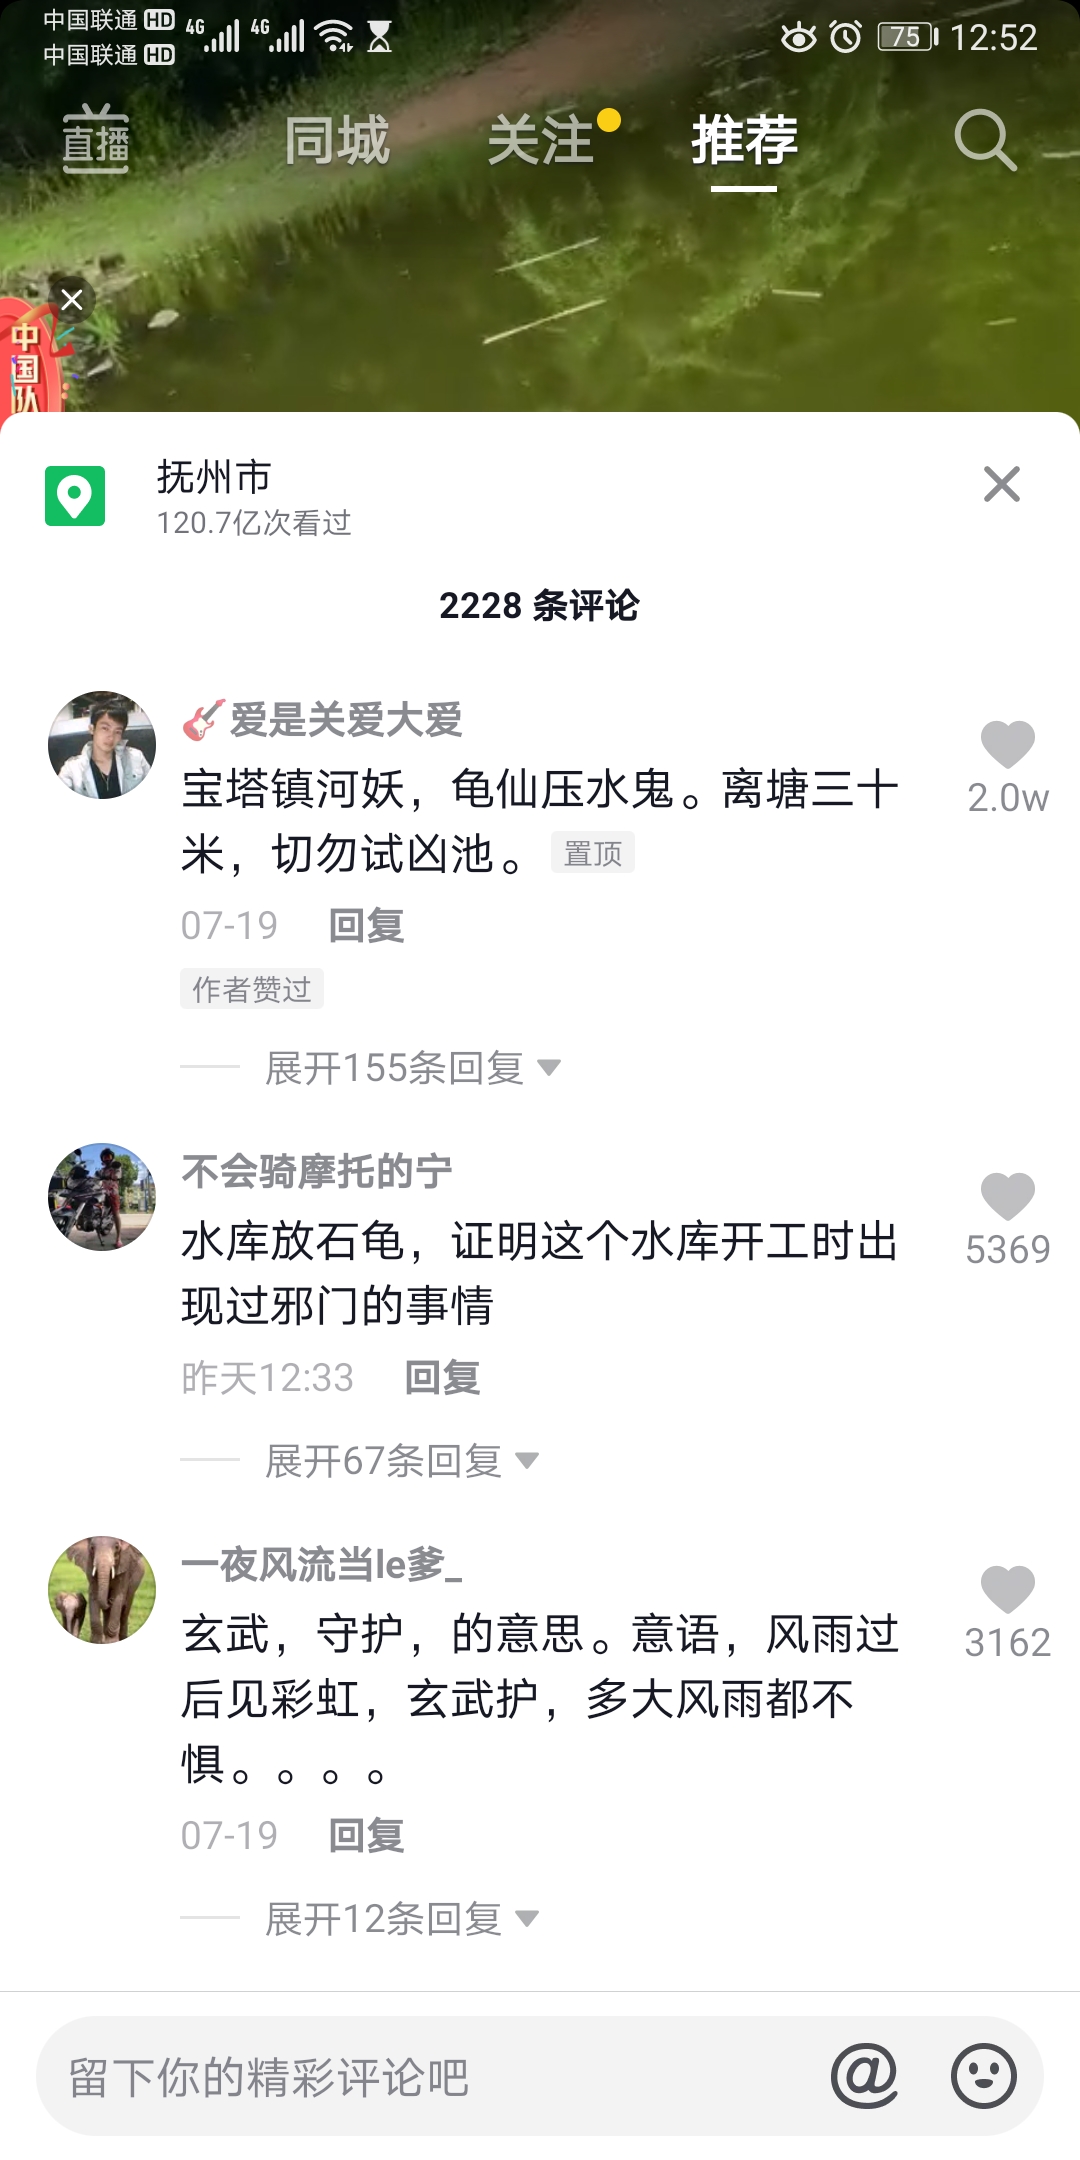 中国联通 HD 4G 4G 75 12:52
中国联通 HD
直播 同城 关注 推荐
中国队
抚州市
120.7亿次看过
2228 条评论
🎸爱是关爱大爱
宝塔镇河妖，龟仙压水鬼。离塘三十
米，切勿试凶池。 置顶
2.0w
07-19 回复
作者赞过
展开155条回复
不会骑摩托的宁
水库放石龟，证明这个水库开工时出
现过邪门的事情
5369
昨天12:33 回复
展开67条回复
一夜风流当le爹_
玄武，守护，的意思。意语，风雨过
后见彩虹，玄武护，多大风雨都不
惧。。。。
3162
07-19 回复
展开12条回复
留下你的精彩评论吧 @